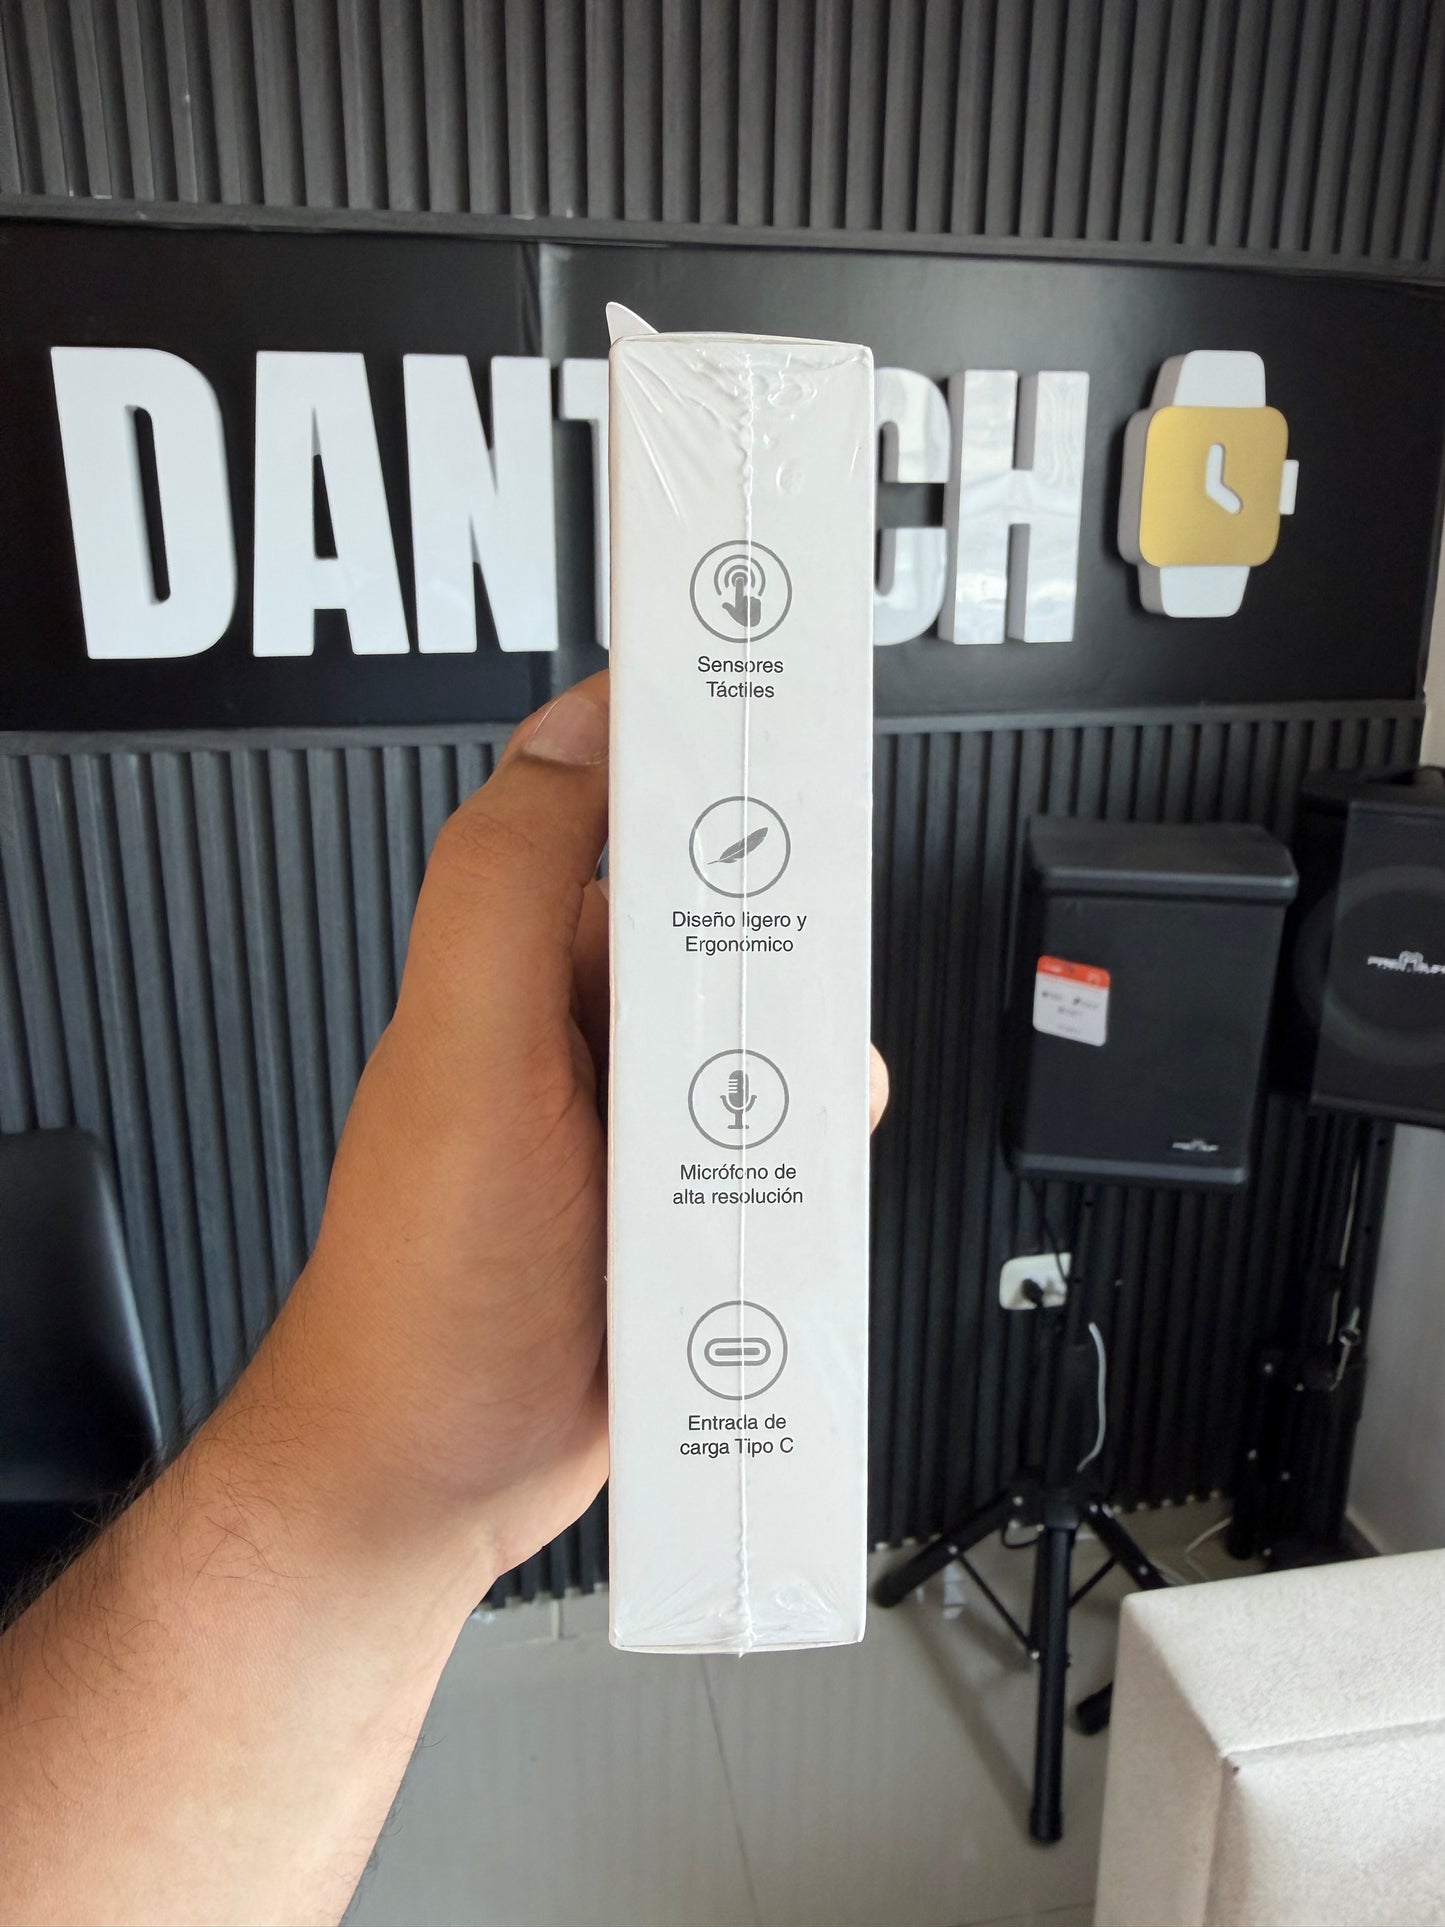 DANT CH
Sensores
Táctiles
Diseño ligero y
Ergonómico
Micrófono de
alta resolución
Entrada de
carga Tipo C